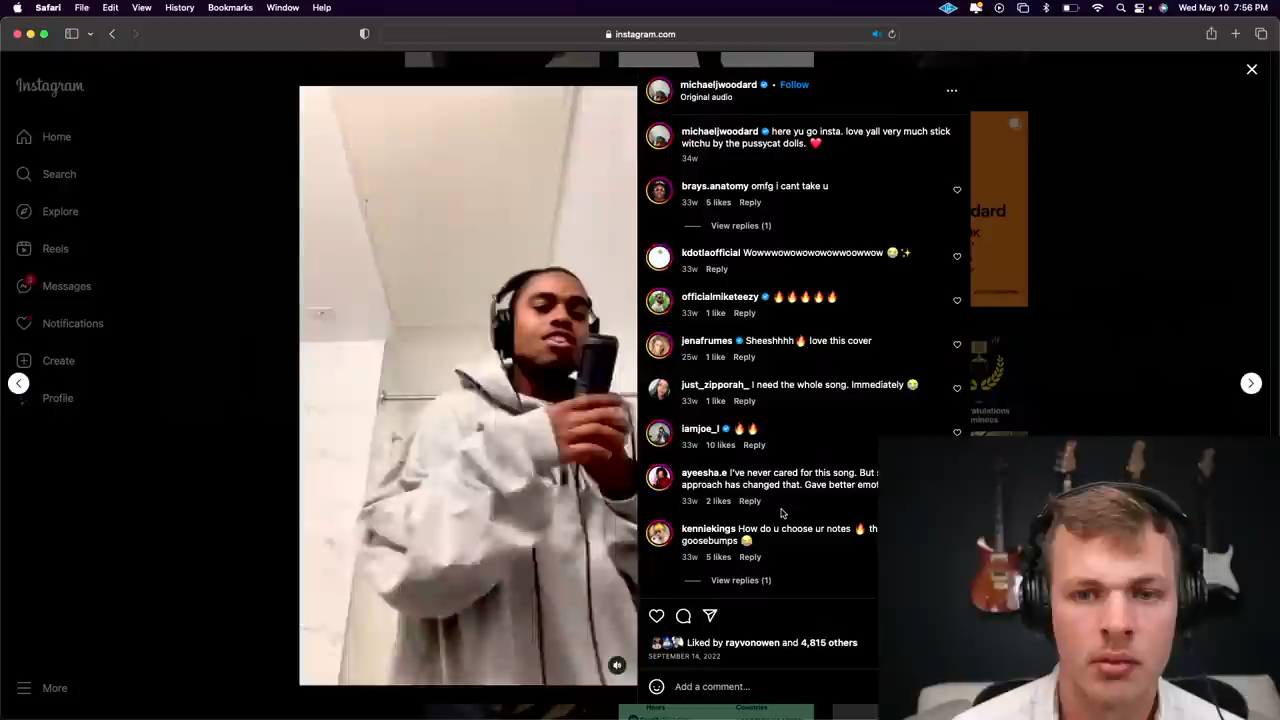 Safari File Edit View History Bookmarks Window Help
Wed May 10 7:56 PM
instagram.com
Instagram
Home
Search
Explore
Reels
3
Messages
Notifications
Create
Profile
More
michaeljwoodard • Follow
Original audio
michaeljwoodard here yu go insta. love yall very much stick
witchu by the pussycat dolls. ❤️
34w
brays.anatomy omfg i cant take u
33w 5 likes Reply
View replies (1)
kdotlaofficial Wowwwowowowowwoowwow 😭✨
33w Reply
officialmiketeezy 🔥🔥🔥🔥🔥
33w 1 like Reply
jenafrumes Sheeshhhh🔥 love this cover
25w 1 like Reply
just_zipporah_ I need the whole song. Immediately 😭
33w 1 like Reply
iamjoe_l 🔥🔥
33w 10 likes Reply
ayeesha.e I've never cared for this song. But
approach has changed that. Gave better
33w 2 likes Reply
kenniekings How do u choose ur notes 🔥
goosebumps 😂
33w 5 likes Reply
View replies (1)
Liked by rayvonowen and 4,815 others
SEPTEMBER 14, 2022
Add a comment...
dard
Hours Countries